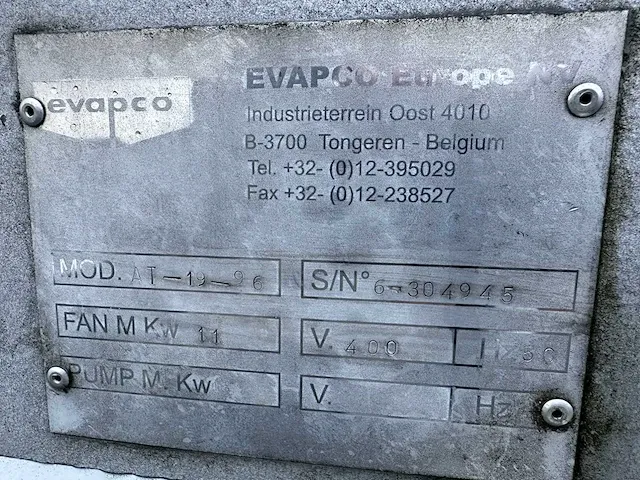 evapco
EVAPCO Europe NV
Industrieterrein Oost 4010
B-3700 Tongeren - Belgium
Tel. +32- (0)12-395029
Fax +32- (0)12-238527
MOD. AT-19-96 S/N° 6-304945
FAN M Kw 11 V. 400 Hz
PUMP M. Kw V. Hz